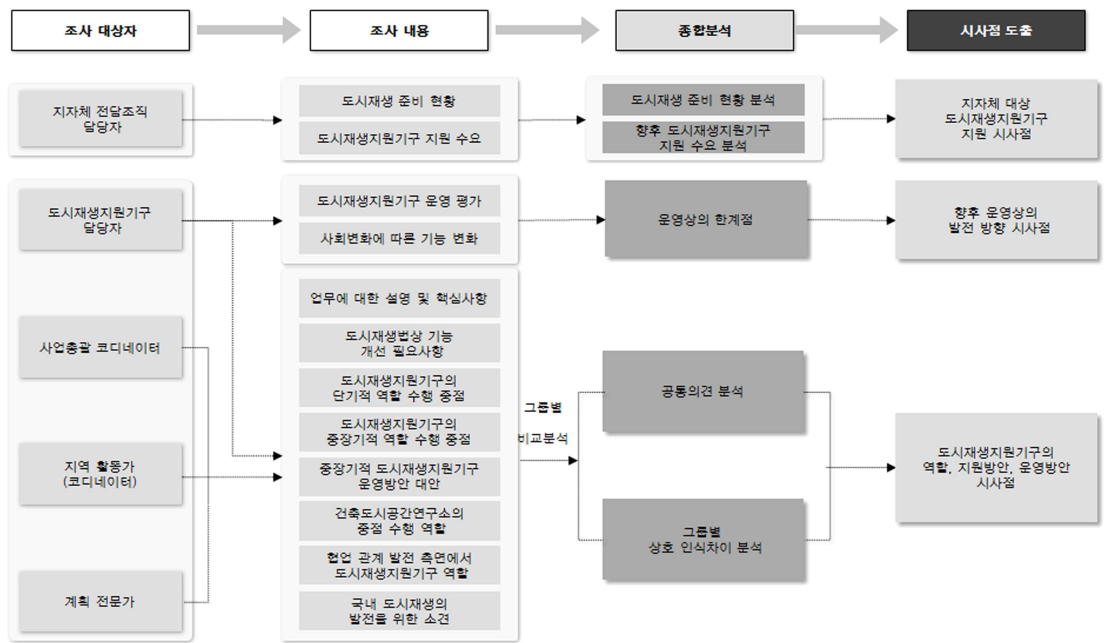 조사 대상자
조사 내용
종합분석
시사점 도출
지자체 전담조직
담당자
도시재생 준비 현황
도시재생지원기구 지원 수요
도시재생 준비 현황 분석
향후 도시재생지원기구
지원 수요 분석
지자체 대상
도시재생지원기구
지원 시사점
도시재생지원기구
담당자
도시재생지원기구 운영 평가
사회변화에 따른 기능 변화
운영상의 한계점
향후 운영상의
발전 방향 시사점
사업총괄 코디네이터
지역 활동가
(코디네이터)
계획 전문가
업무에 대한 설명 및 핵심사항
도시재생법상 기능
개선 필요사항
도시재생지원기구의
단기적 역할 수행 중점
도시재생지원기구의
중장기적 역할 수행 중점
중장기적 도시재생지원기구
운영방안 대안
건축도시공간연구소의
중점 수행 역할
협업 관계 발전 측면에서
도시재생지원기구 역할
국내 도시재생의
발전을 위한 소견
그룹별
비교분석
공통의견 분석
그룹별
상호 인식차이 분석
도시재생지원기구의
역할, 지원방안, 운영방안
시사점